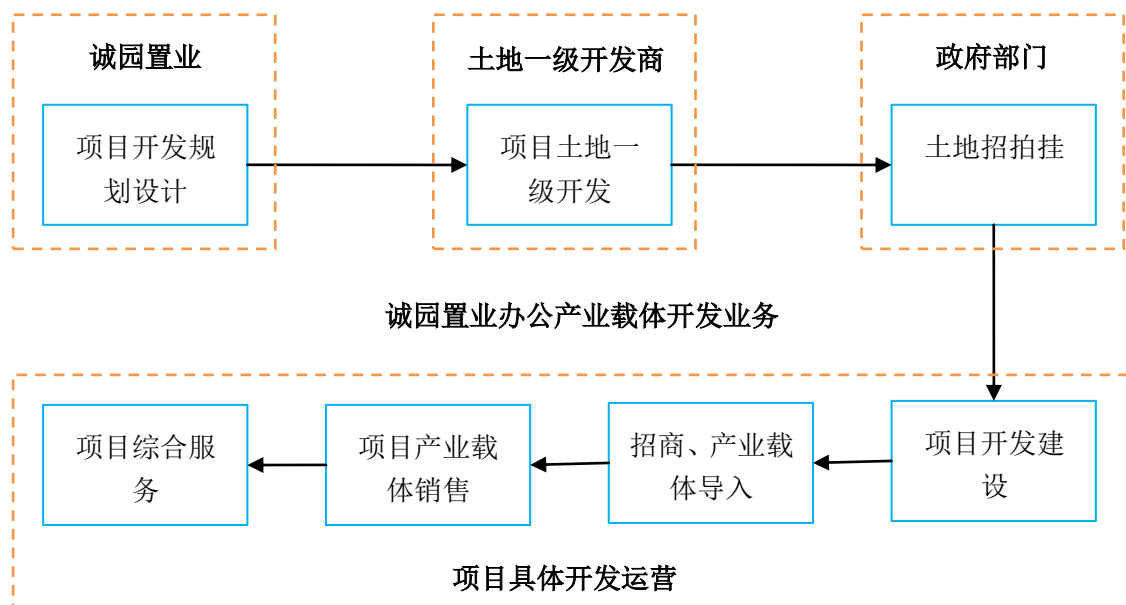 诚园置业
土地一级开发商
政府部门
项目开发规
划设计
项目土地一
级开发
土地招拍挂
诚园置业办公产业载体开发业务
项目综合服
务
项目产业载
体销售
招商、产业载
体导入
项目开发建
设
项目具体开发运营